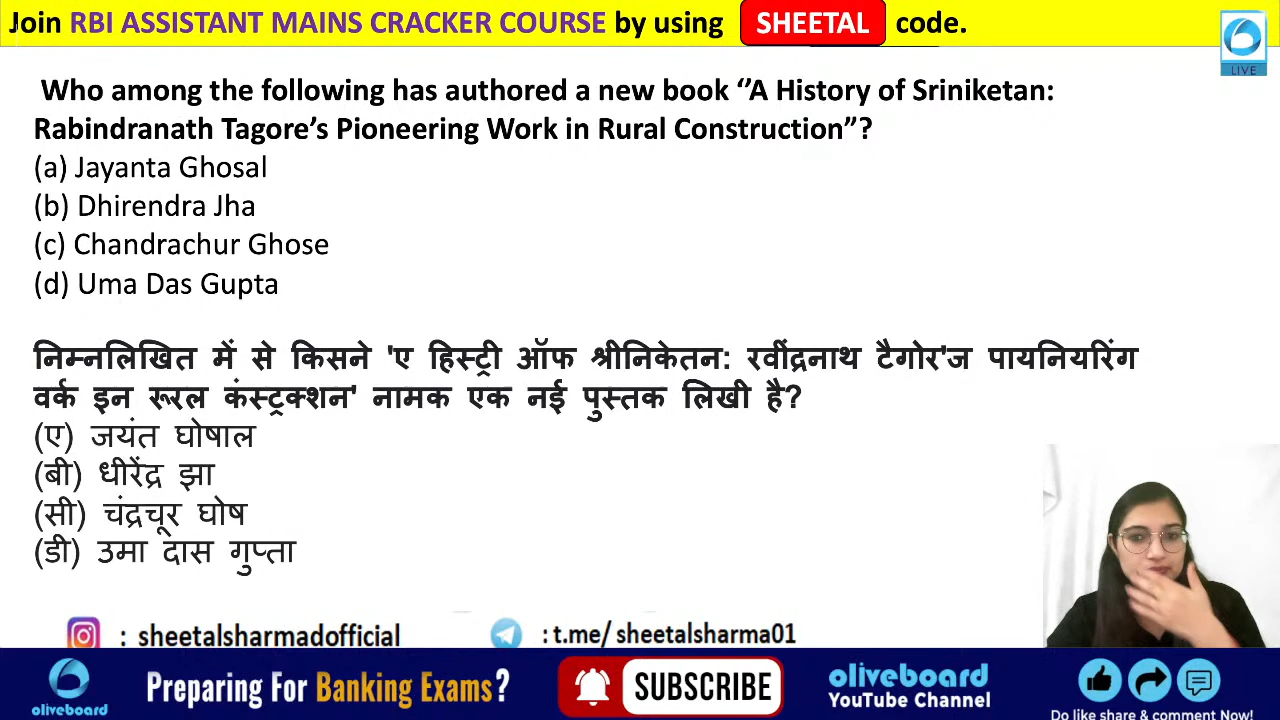 Join RBI ASSISTANT MAINS CRACKER COURSE by using SHEETAL code.
LIVE
Who among the following has authored a new book “A History of Sriniketan:
Rabindranath Tagore’s Pioneering Work in Rural Construction”?
(a) Jayanta Ghosal
(b) Dhirendra Jha
(c) Chandrachur Ghose
(d) Uma Das Gupta
निम्नलिखित में से किसने 'ए हिस्ट्री ऑफ श्रीनिकेतन: रवींद्रनाथ टैगोर'ज पायनियरिंग
वर्क इन रूरल कंस्ट्रक्शन' नामक एक नई पुस्तक लिखी है?
(ए) जयंत घोषाल
(बी) धीरेंद्र झा
(सी) चंद्रचूर घोष
(डी) उमा दास गुप्ता
: sheetalsharmadofficial : t.me/ sheetalsharma01
oliveboard Preparing For Banking Exams? SUBSCRIBE oliveboard
YouTube Channel
Do like share & comment Now!